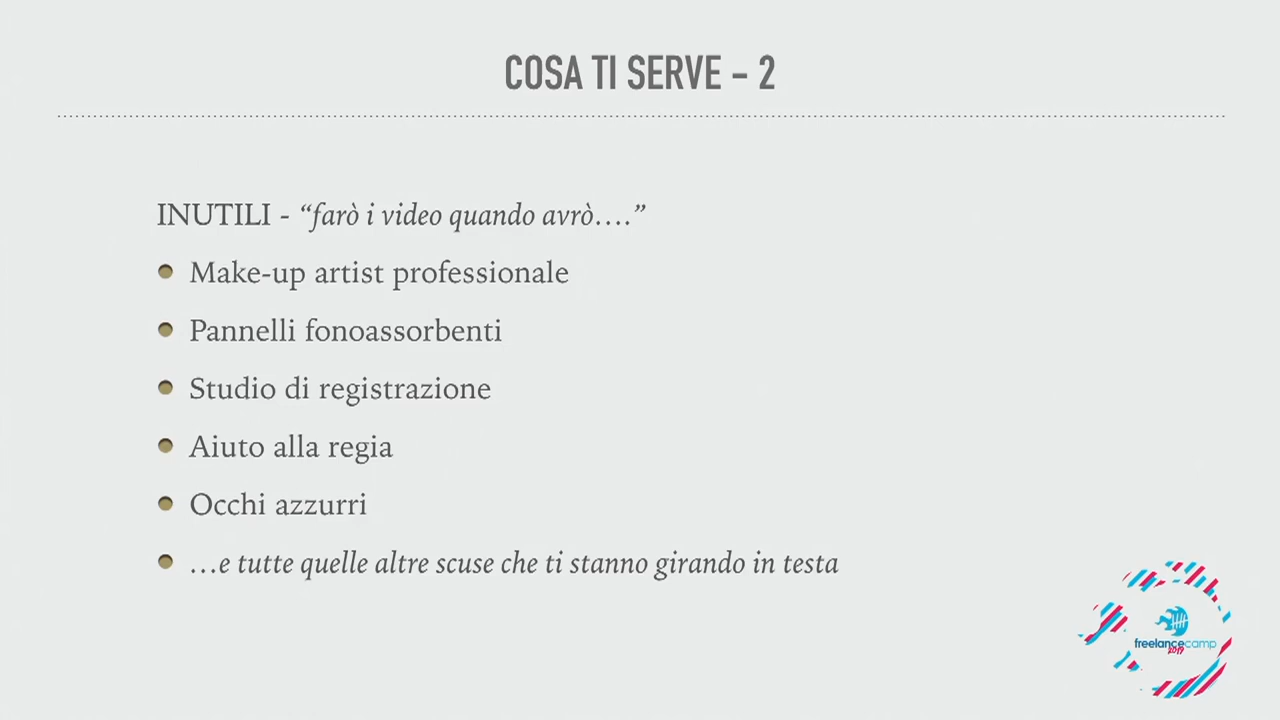 COSA TI SERVE – 2
INUTILI - “farò i video quando avrò….”
Make-up artist professionale
Pannelli fonoassorbenti
Studio di registrazione
Aiuto alla regia
Occhi azzurri
…e tutte quelle altre scuse che ti stanno girando in testa
freelancecamp
2019